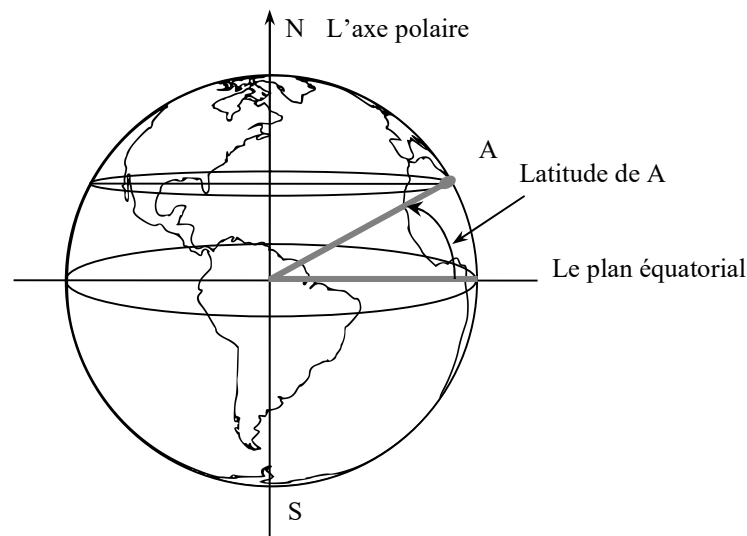 N L'axe polaire
A
Latitude de A
Le plan équatorial
S